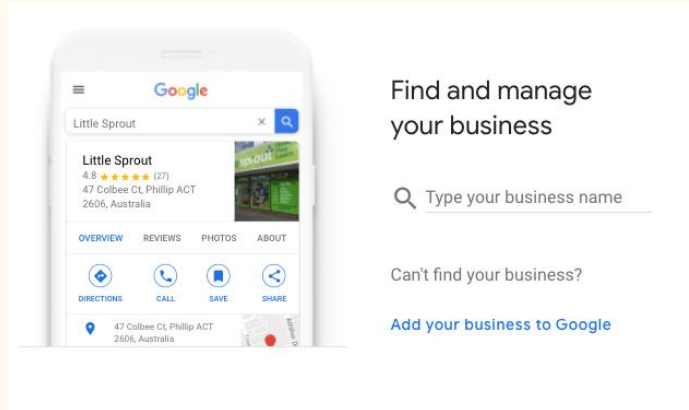 Google
Little Sprout
Little Sprout
4.8 ★★★★★ (27)
47 Colbee Ct, Phillip ACT
2606, Australia
sprout
OVERVIEW REVIEWS PHOTOS ABOUT
DIRECTIONS CALL SAVE SHARE
47 Colbee Ct, Phillip ACT
2606, Australia
Find and manage
your business
Type your business name
Can't find your business?
Add your business to Google